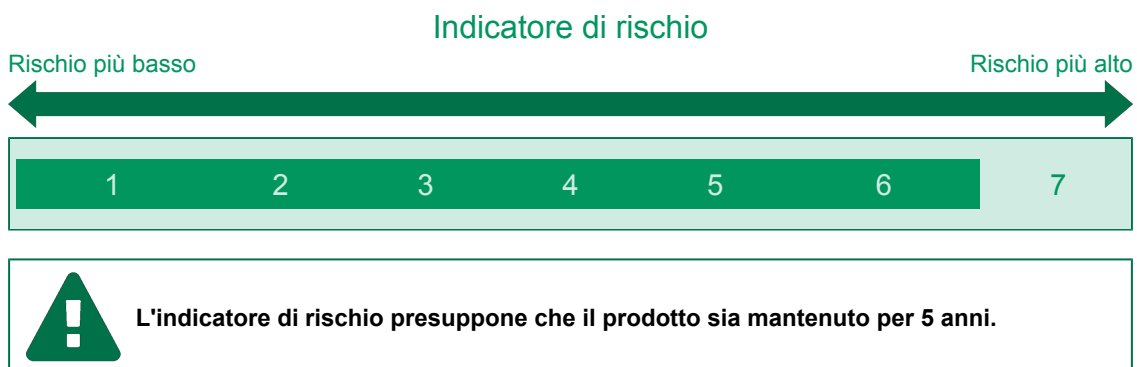 Indicatore di rischio
Rischio più basso Rischio più alto
1 2 3 4 5 6 7
L'indicatore di rischio presuppone che il prodotto sia mantenuto per 5 anni.